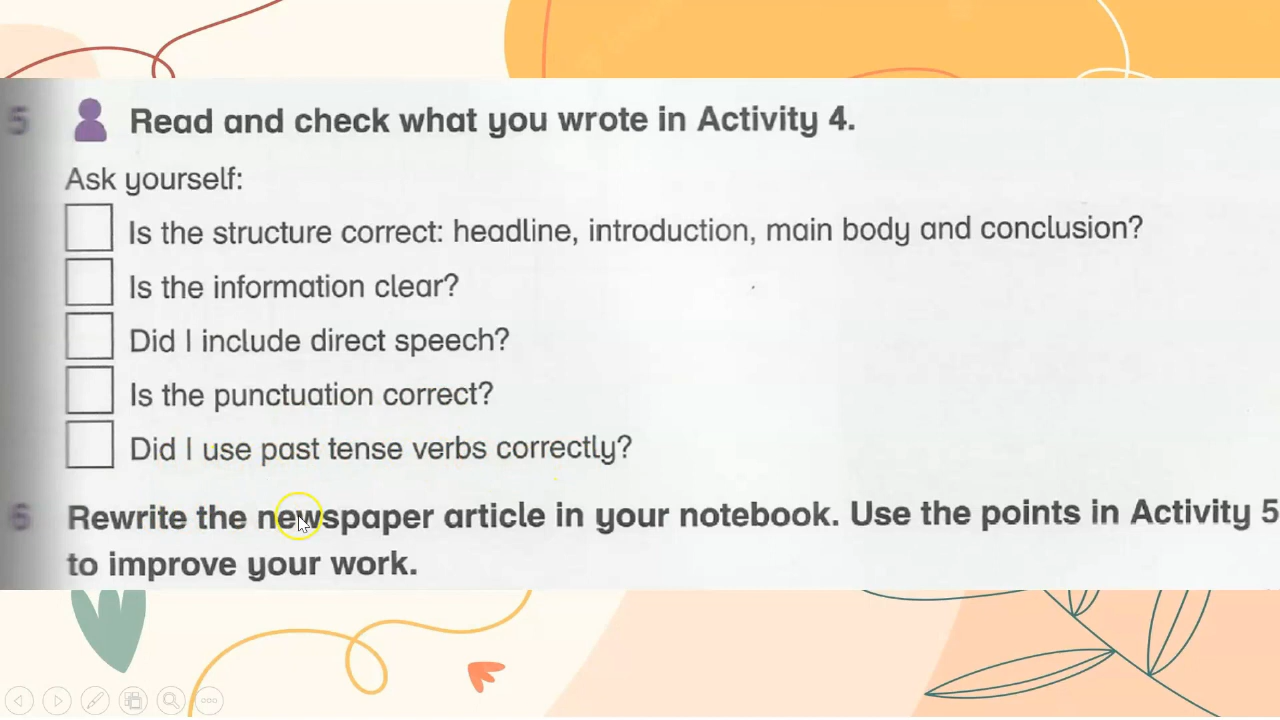 5 Read and check what you wrote in Activity 4.
Ask yourself:
Is the structure correct: headline, introduction, main body and conclusion?
Is the information clear?
Did I include direct speech?
Is the punctuation correct?
Did I use past tense verbs correctly?
6 Rewrite the newspaper article in your notebook. Use the points in Activity 5
to improve your work.